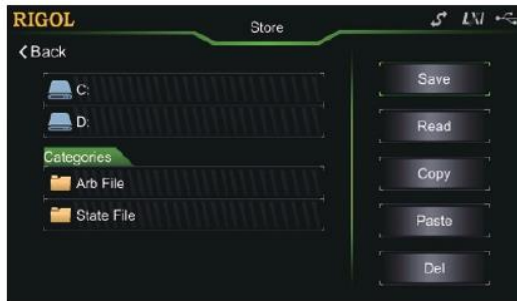 RIGOL
Store
LXI
Back
C:
D:
Categories
Arb File
State File
Save
Read
Copy
Paste
Del